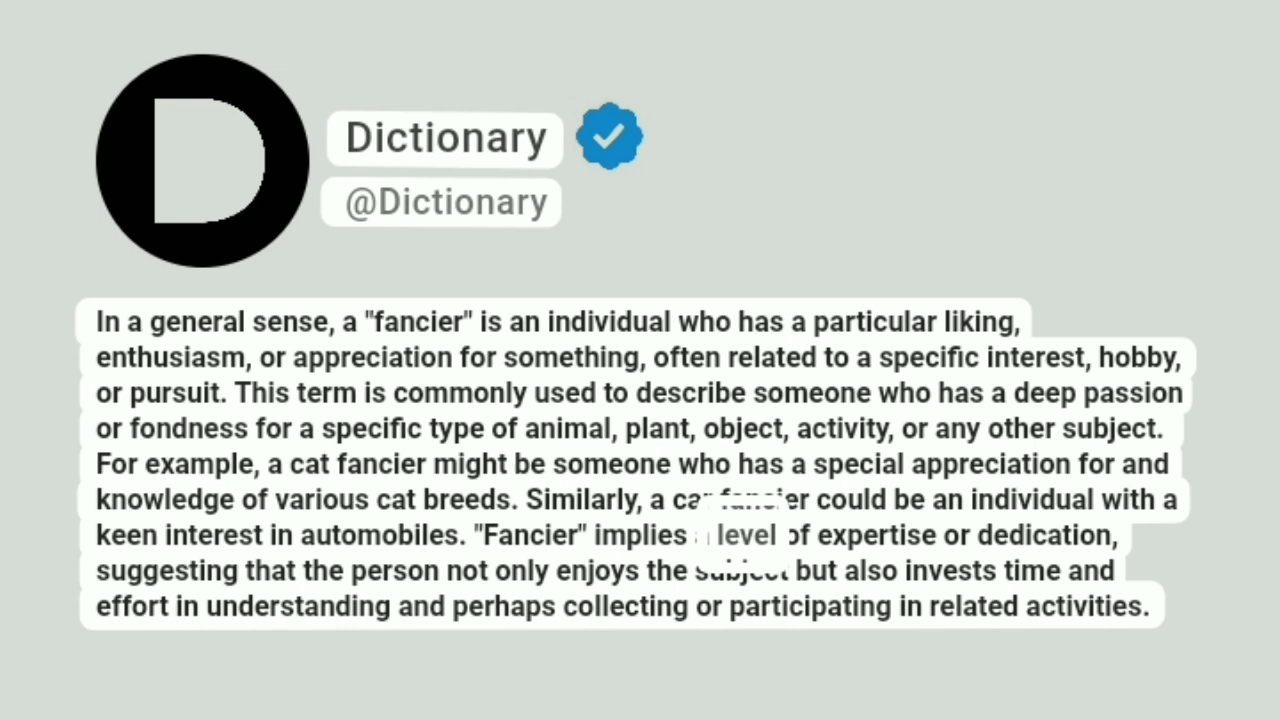 D
Dictionary
@Dictionary
In a general sense, a "fancier" is an individual who has a particular liking,
enthusiasm, or appreciation for something, often related to a specific interest, hobby,
or pursuit. This term is commonly used to describe someone who has a deep passion
or fondness for a specific type of animal, plant, object, activity, or any other subject.
For example, a cat fancier might be someone who has a special appreciation for and
knowledge of various cat breeds. Similarly, a car fancier could be an individual with a
keen interest in automobiles. "Fancier" implies a level of expertise or dedication,
suggesting that the person not only enjoys the subject but also invests time and
effort in understanding and perhaps collecting or participating in related activities.